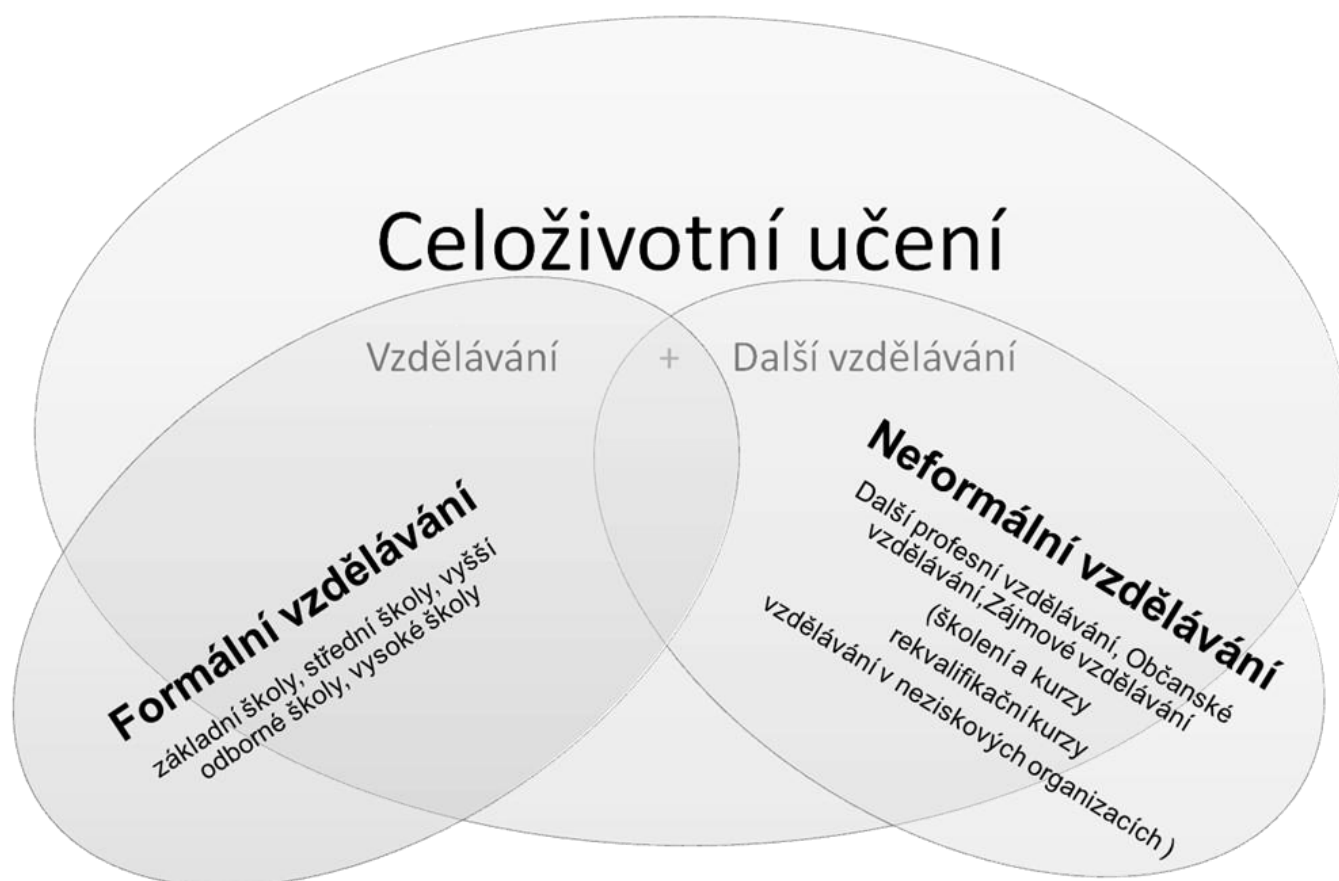 Celoživotní učení
Vzdělávání + Další vzdělávání
Formální vzdělávání
základní školy, střední školy, vyšší
odborné školy, vysoké školy
Neformální vzdělávání
Další profesní vzdělávání, Občanské
vzdělávání,Zájmové vzdělávání
(školení a kurzy
rekvalifikační kurzy
vzdělávání v neziskových organizacích )